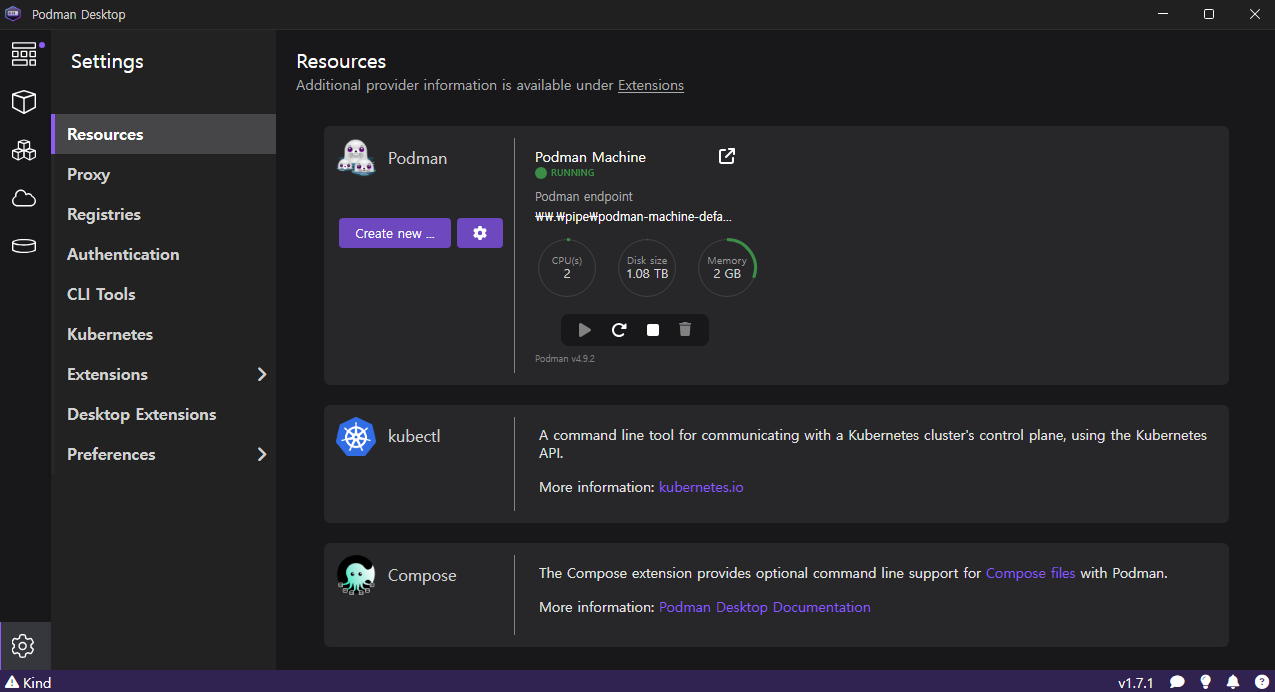 Podman Desktop
Settings
Resources
Proxy
Registries
Authentication
CLI Tools
Kubernetes
Extensions
Desktop Extensions
Preferences
Resources
Additional provider information is available under Extensions
Podman
Create new ...
Podman Machine
RUNNING
Podman endpoint
₩₩.₩pipe₩podman-machine-defa...
CPU(s)
2
Disk size
1.08 TB
Memory
2 GB
Podman v4.9.2
kubectl
A command line tool for communicating with a Kubernetes cluster's control plane, using the Kubernetes
API.
More information: kubernetes.io
Compose
The Compose extension provides optional command line support for Compose files with Podman.
More information: Podman Desktop Documentation
Kind
v1.7.1